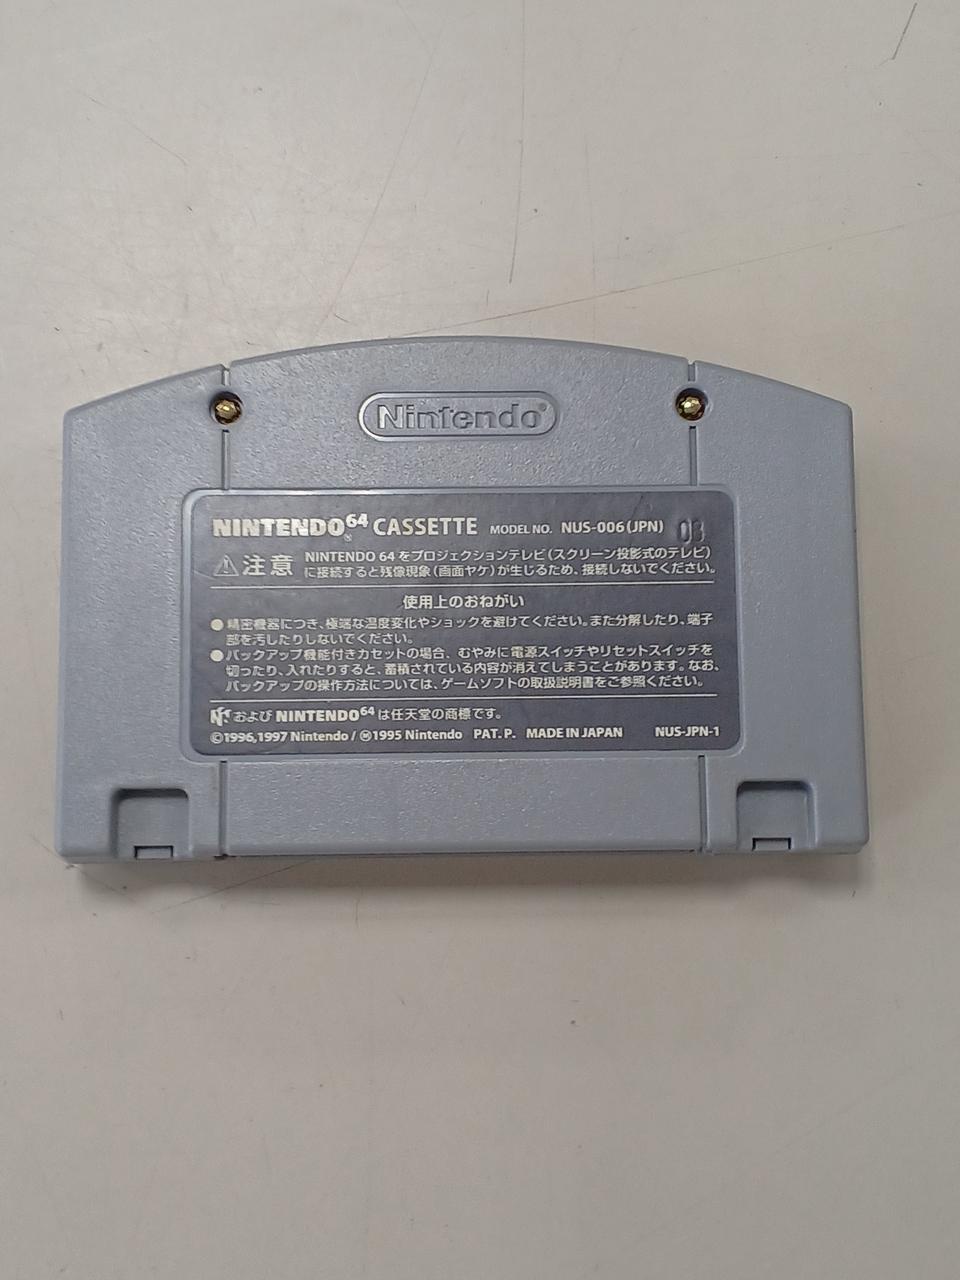 Nintendo®
NINTENDO64 CASSETTE MODEL NO. NUS-006(JPN) 03
⚠注意 NINTENDO 64 をプロジェクションテレビ(スクリーン投影式のテレビ)
に接続すると残像現象(画面ヤケ)が生じるため、接続しないでください。
使用上のおねがい
●精密機器につき、極端な温度変化やショックを避けてください。また分解したり、端子
部を汚したりしないでください。
●バックアップ機能付きカセットの場合、むやみに電源スイッチやリセットスイッチを
切ったり、入れたりすると、蓄積されている内容が消えてしまうことがあります。なお、
バックアップの操作方法については、ゲームソフトの取扱説明書をご参照ください。
および NINTENDO64 は任天堂の商標です。
©1996,1997 Nintendo / Ⓜ1995 Nintendo PAT. P. MADE IN JAPAN NUS-JPN-1